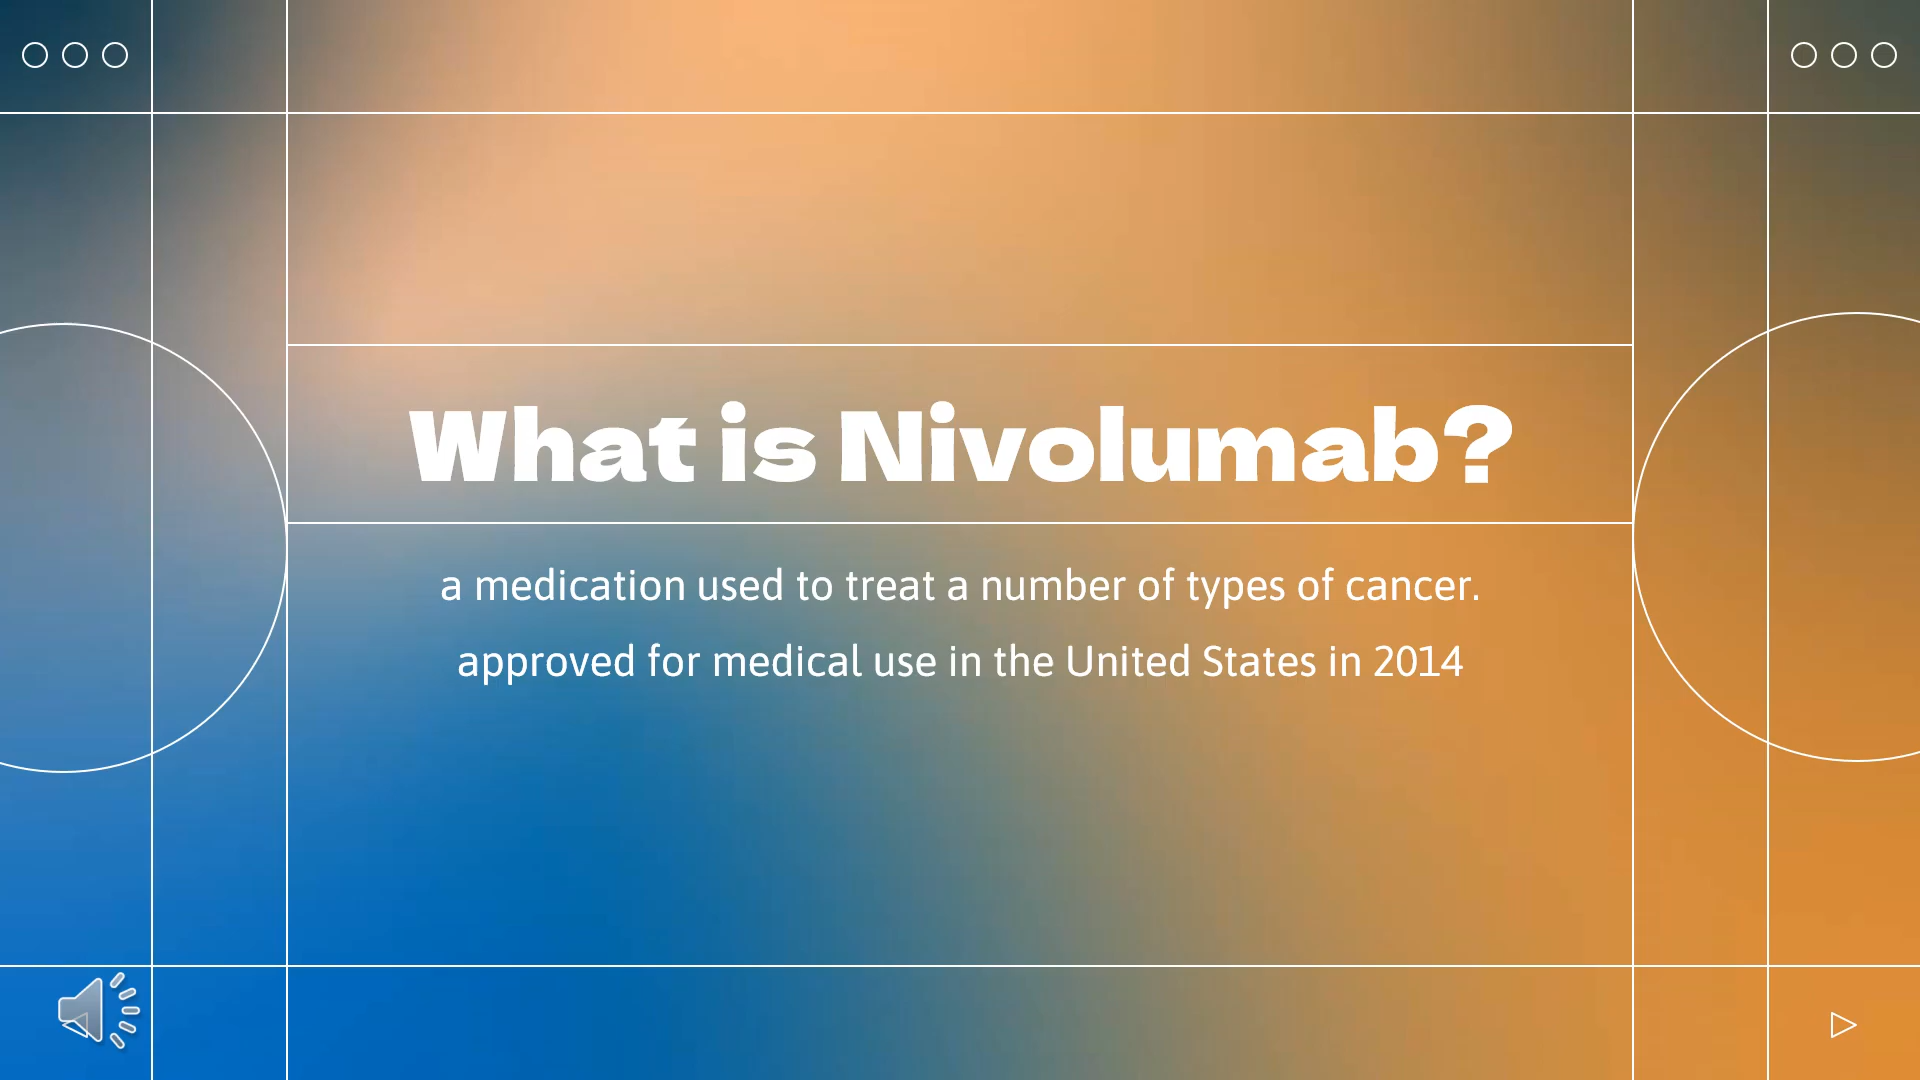 What is Nivolumab?
a medication used to treat a number of types of cancer.
approved for medical use in the United States in 2014